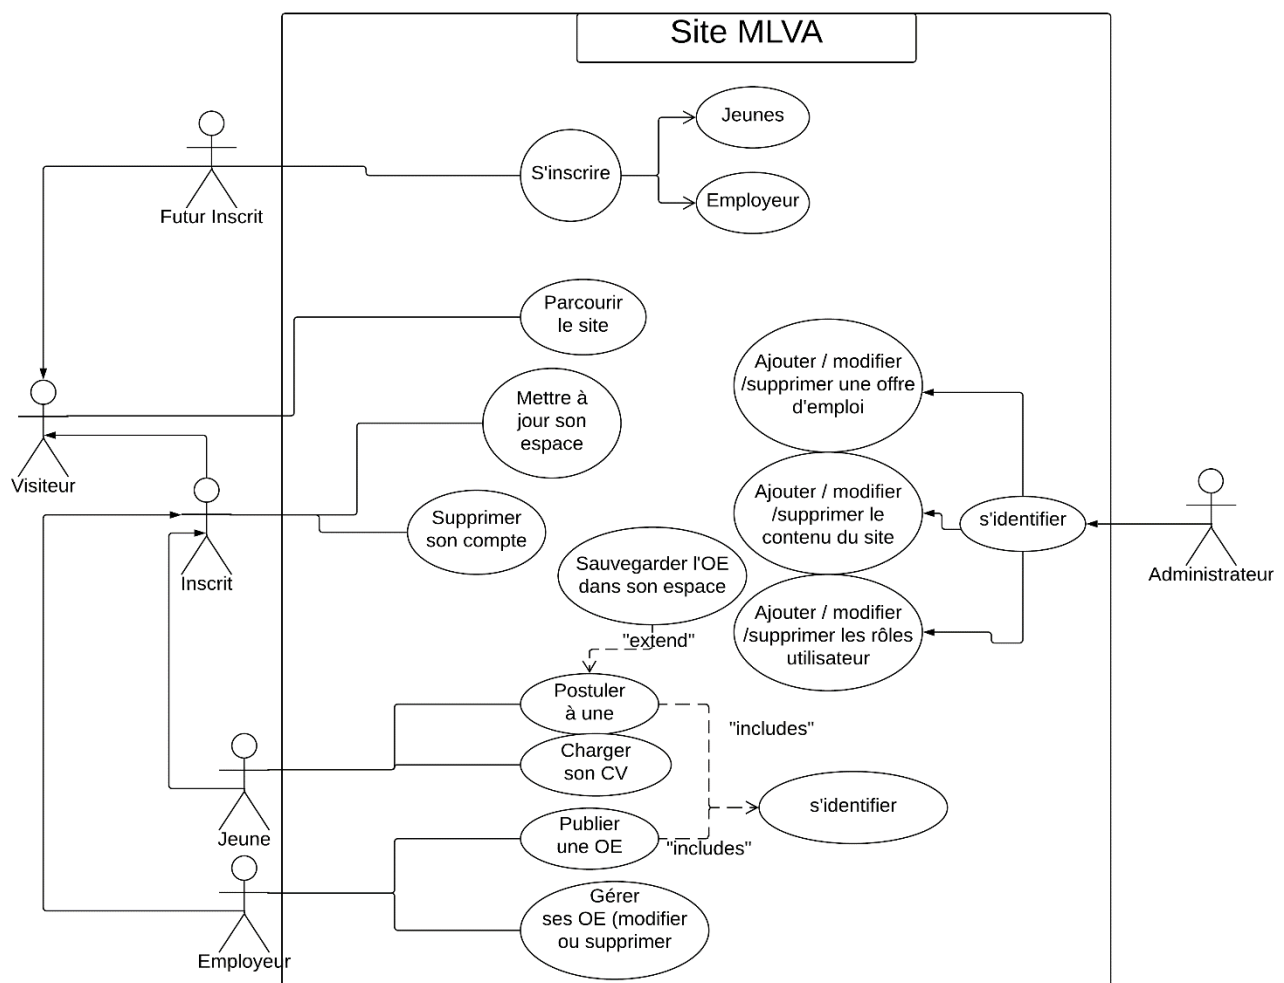 Site MLVA
Jeunes
S'inscrire
Employeur
Futur Inscrit
Parcourir
le site
Ajouter / modifier
/supprimer une offre
d'emploi
Mettre à
jour son
espace
Visiteur
Ajouter / modifier
/supprimer le
contenu du site
s'identifier
Administrateur
Supprimer
son compte
Inscrit
Sauvegarder l'OE
dans son espace
Ajouter / modifier
/supprimer les rôles
utilisateur
"extend"
Postuler
à une
"includes"
Charger
son CV
s'identifier
Jeune
Publier
une OE
"includes"
Gérer
ses OE (modifier
ou supprimer
Employeur